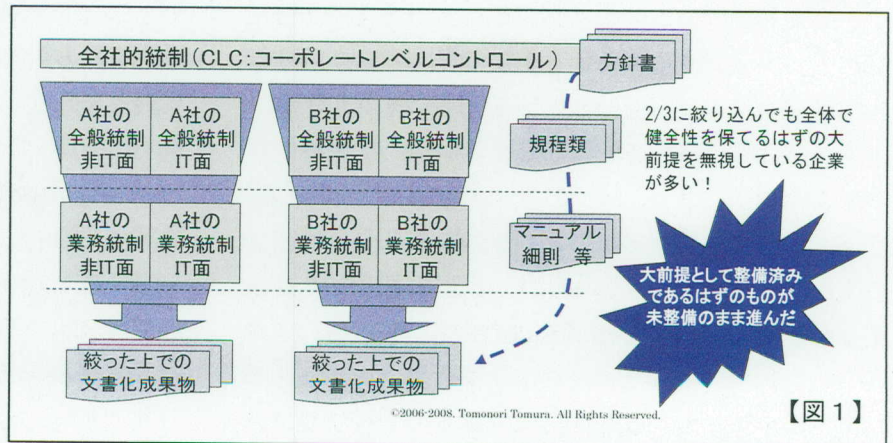 全社的統制(CLC:コーポレートレベルコントロール)
方針書
A社の
全般統制
非IT面
A社の
全般統制
IT面
B社の
全般統制
非IT面
B社の
全般統制
IT面
規程類
2/3に絞り込んでも全体で
健全性を保てるはずの大
前提を無視している企業
が多い!
A社の
業務統制
非IT面
A社の
業務統制
IT面
B社の
業務統制
非IT面
B社の
業務統制
IT面
マニュアル
細則 等
大前提として整備済み
であるはずのものが
未整備のまま進んだ
絞った上での
文書化成果物
絞った上での
文書化成果物
©2006-2008, Tomonori Tomura. All Rights Reserved.
【図1】